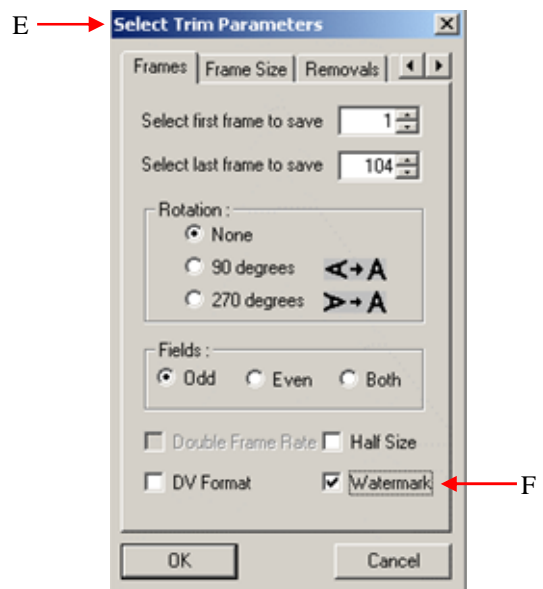 E
Select Trim Parameters
Frames Frame Size Removals
Select first frame to save 1
Select last frame to save 104
Rotation :
None
90 degrees A→A
270 degrees A→A
Fields :
Odd Even Both
Double Frame Rate Half Size
DV Format Watermark
F
OK Cancel